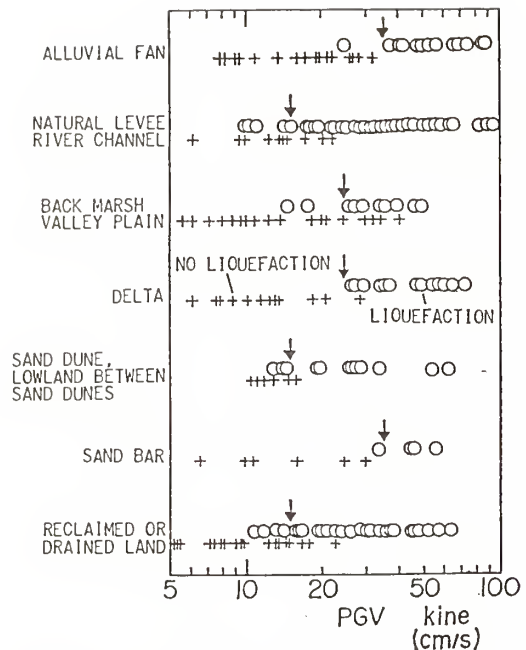 ALLUVIAL FAN
NATURAL LEVEE
RIVER CHANNEL
BACK MARSH
VALLEY PLAIN
NO LIQUEFACTION
DELTA
LIQUEFACTION
SAND DUNE,
LOWLAND BETWEEN
SAND DUNES
SAND BAR
RECLAIMED OR
DRAINED LAND
5 10 20 50 100
PGV kine
(cm/s)